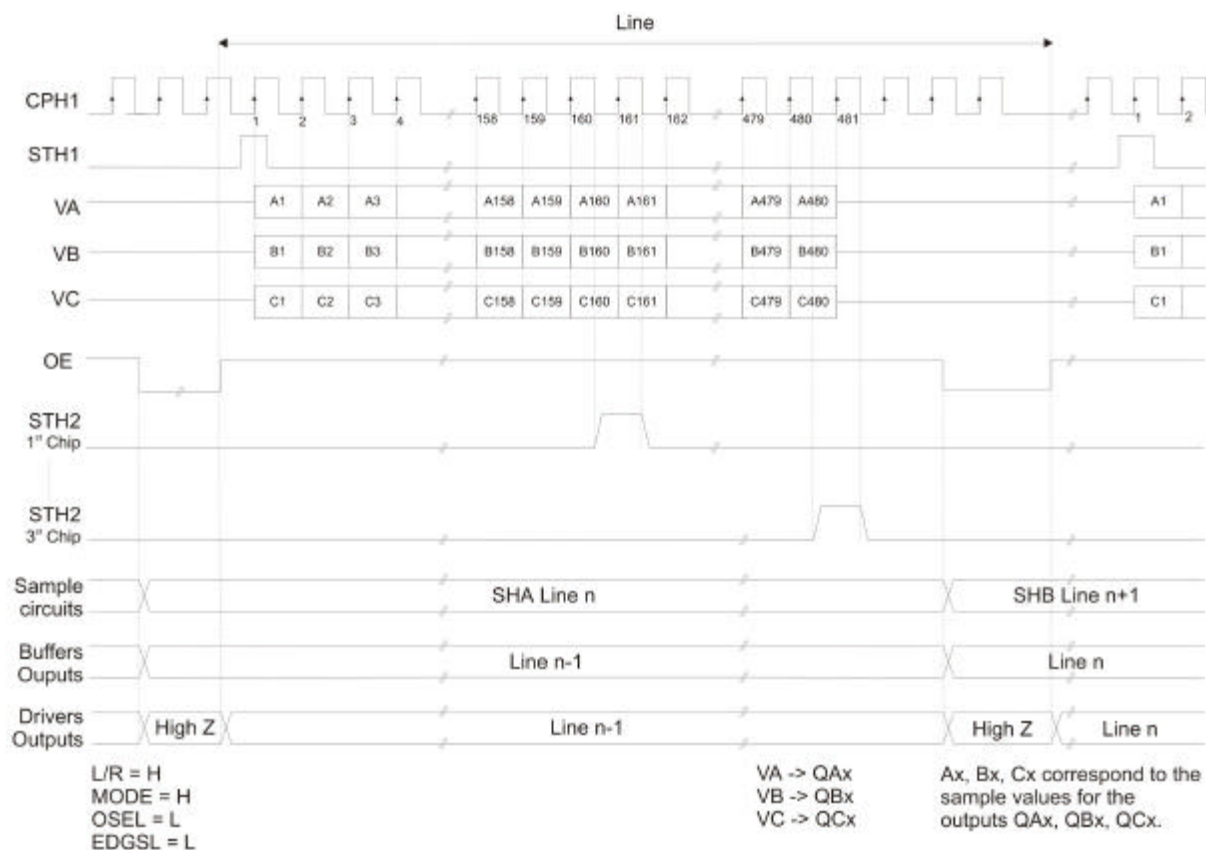 Line
CPH1
1 2 3 4 158 159 160 161 162 479 480 481 1 2
STH1
VA A1 A2 A3 A158 A159 A160 A161 A479 A480 A1
VB B1 B2 B3 B158 B159 B160 B161 B479 B480 B1
VC C1 C2 C3 C158 C159 C160 C161 C479 C480 C1
OE
STH2
1st Chip
STH2
3rd Chip
Sample
circuits
SHA Line n SHB Line n+1
Buffers
Ouputs
Line n-1 Line n
Drivers
Outputs
High Z Line n-1 High Z Line n
L/R = H
MODE = H
OSEL = L
EDGSL = L
VA -> QAx
VB -> QBx
VC -> QCx
Ax, Bx, Cx correspond to the
sample values for the
outputs QAx, QBx, QCx.